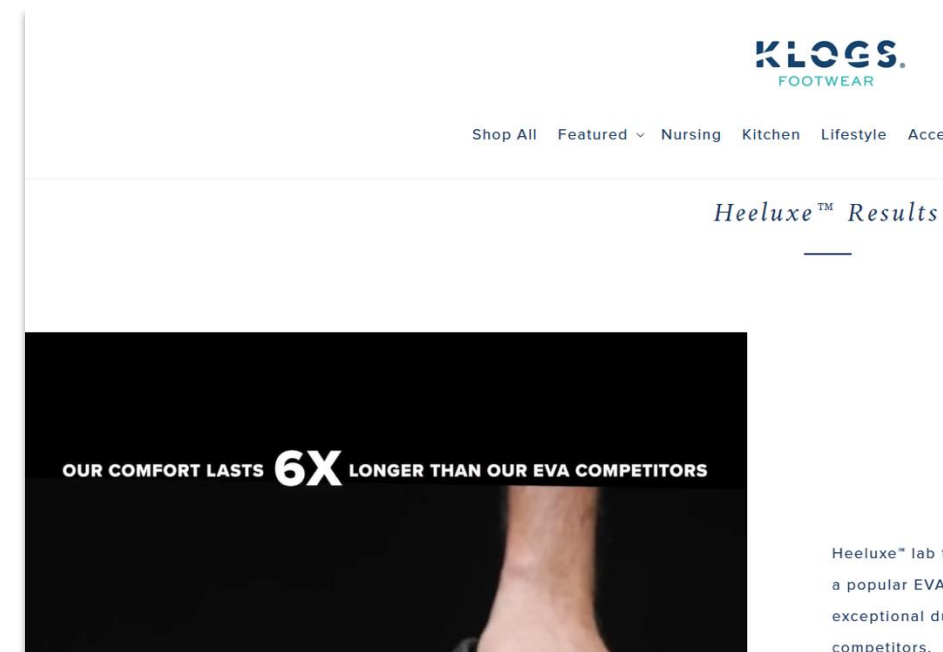 KLOGS®
FOOTWEAR
Shop All Featured Nursing Kitchen Lifestyle
Heeluxe™ Results
OUR COMFORT LASTS 6X LONGER THAN OUR EVA COMPETITORS
Heeluxe™ lab
a popular EVA
exceptional
competitors.